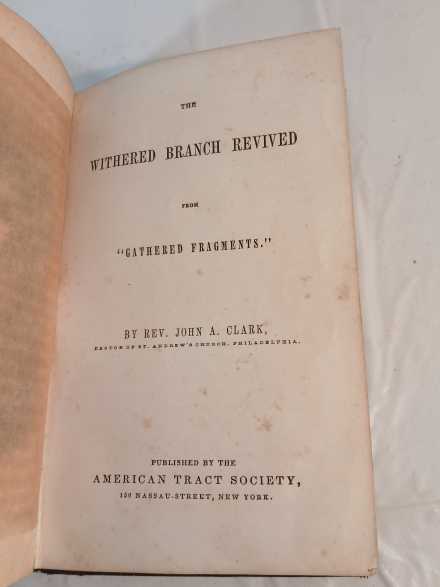 THE
WITHERED BRANCH REVIVED
FROM
"GATHERED FRAGMENTS."
BY REV. JOHN A. CLARK,
RECTOR OF ST. ANDREW'S CHURCH, PHILADELPHIA.
PUBLISHED BY THE
AMERICAN TRACT SOCIETY,
150 NASSAU-STREET, NEW YORK.